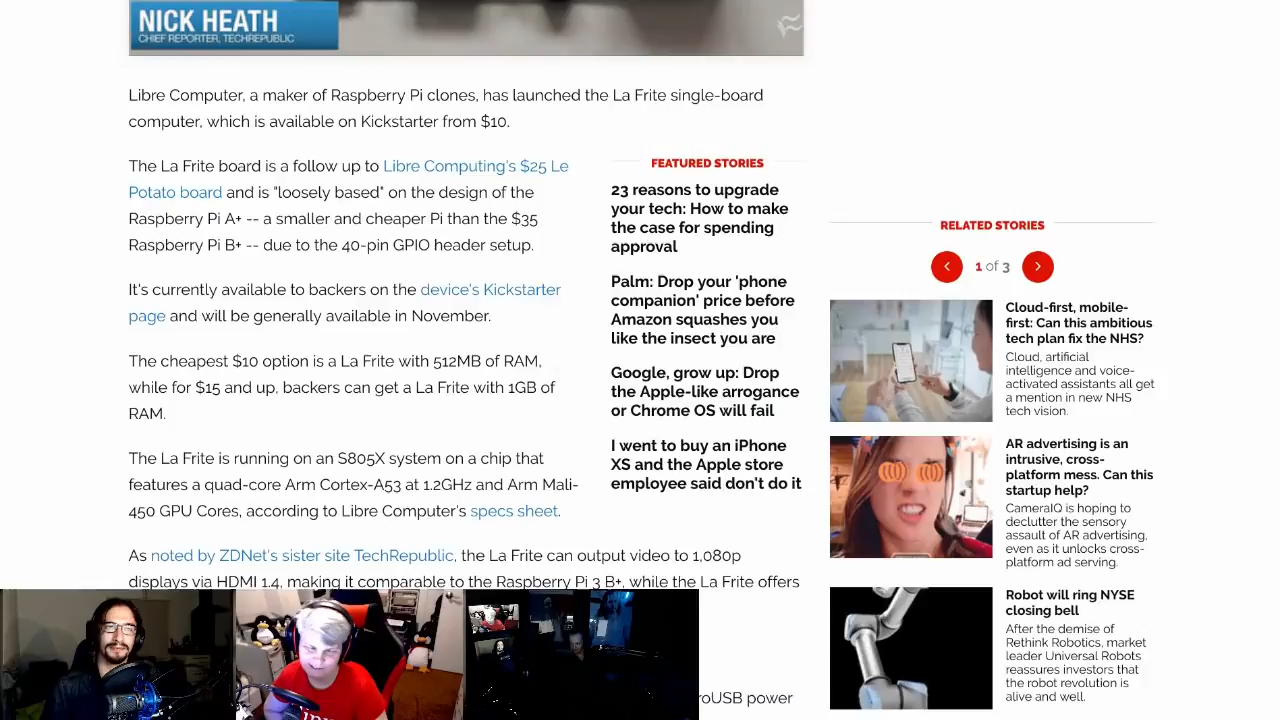 NICK HEATH
CHIEF REPORTER, TECHREPUBLIC
Libre Computer, a maker of Raspberry Pi clones, has launched the La Frite single-board
computer, which is available on Kickstarter from $10.
The La Frite board is a follow up to Libre Computing's $25 Le
Potato board and is "loosely based" on the design of the
Raspberry Pi A+ -- a smaller and cheaper Pi than the $35
Raspberry Pi B+ -- due to the 40-pin GPIO header setup.
It's currently available to backers on the device's Kickstarter
page and will be generally available in November.
The cheapest $10 option is a La Frite with 512MB of RAM,
while for $15 and up, backers can get a La Frite with 1GB of
RAM.
The La Frite is running on an S805X system on a chip that
features a quad-core Arm Cortex-A53 at 1.2GHz and Arm Mali-
450 GPU Cores, according to Libre Computer's specs sheet.
As noted by ZDNet's sister site TechRepublic, the La Frite can output video to 1,080p
displays via HDMI 1.4, making it comparable to the Raspberry Pi 3 B+, while the La Frite offers
roUSB power
FEATURED STORIES
23 reasons to upgrade
your tech: How to make
the case for spending
approval
Palm: Drop your 'phone
companion' price before
Amazon squashes you
like the insect you are
Google, grow up: Drop
the Apple-like arrogance
or Chrome OS will fail
I went to buy an iPhone
XS and the Apple store
employee said don't do it
RELATED STORIES
1 of 3
Cloud-first, mobile-
first: Can this ambitious
tech plan fix the NHS?
Cloud, artificial
intelligence and voice-
activated assistants all get
a mention in new NHS
tech vision.
AR advertising is an
intrusive, cross-
platform mess. Can this
startup help?
CameraIQ is hoping to
declutter the sensory
assault of AR advertising,
even as it unlocks cross-
platform ad serving.
Robot will ring NYSE
closing bell
After the demise of
Rethink Robotics, market
leader Universal Robots
reassures investors that
the robot revolution is
alive and well.